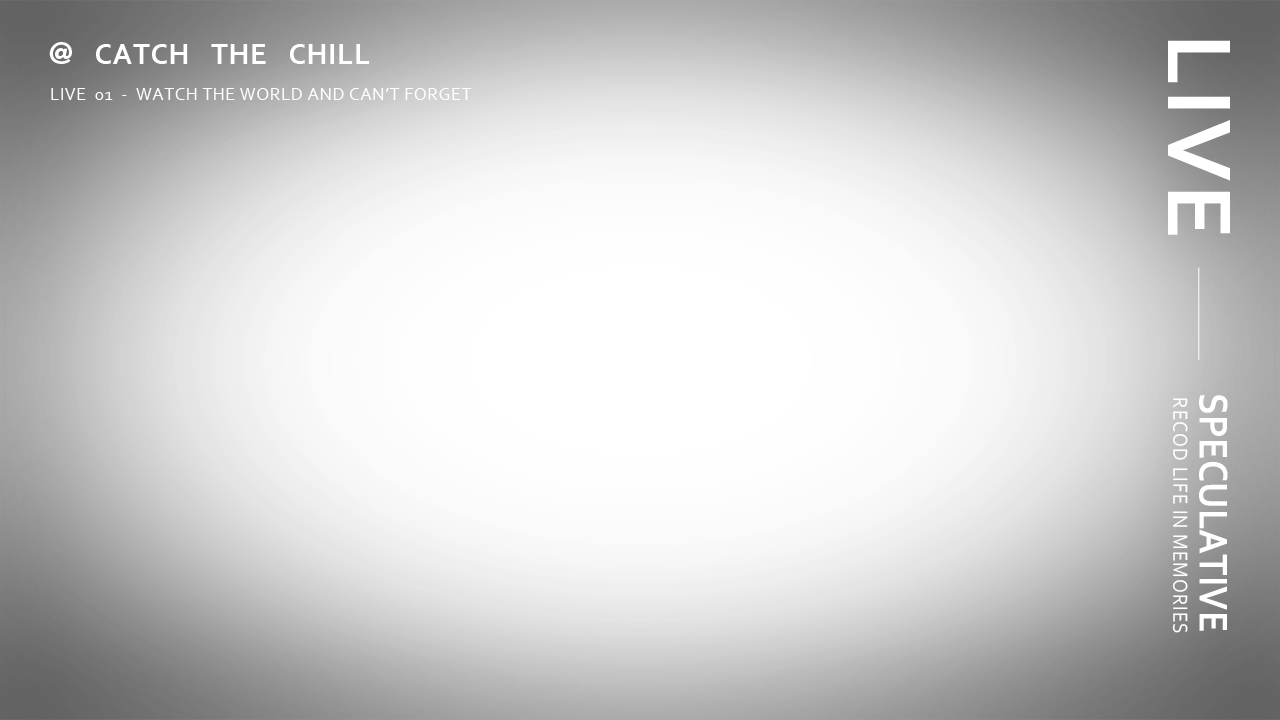 @ CATCH THE CHILL
LIVE 01 - WATCH THE WORLD AND CAN'T FORGET
LIVE
SPECULATIVE
RECOD LIFE IN MEMORIES